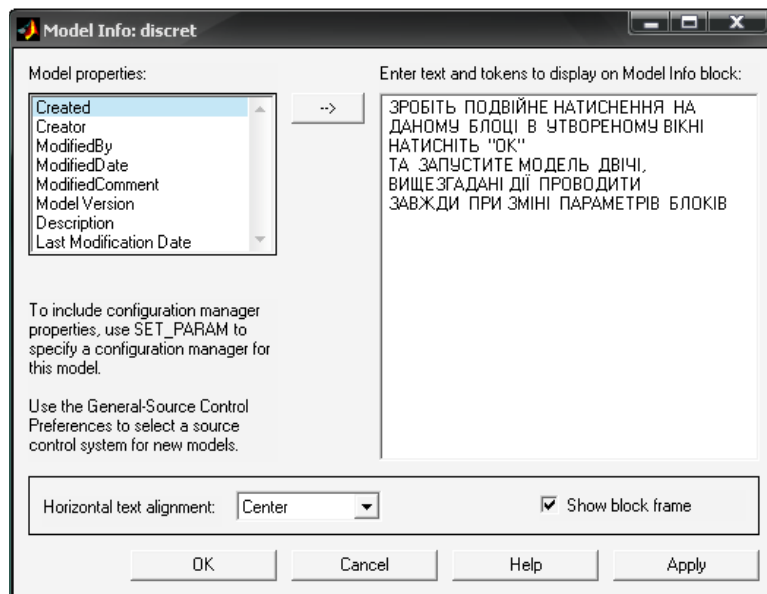 Model Info: discret
Model properties:
Created
Creator
ModifiedBy
ModifiedDate
ModifiedComment
Model Version
Description
Last Modification Date
-->
To include configuration manager
properties, use SET_PARAM to
specify a configuration manager for
this model.
Use the General-Source Control
Preferences to select a source
control system for new models.
Enter text and tokens to display on Model Info block:
ЗРОБІТЬ ПОДВІЙНЕ НАТИСНЕННЯ НА
ДАНОМУ БЛОЦІ В УТВОРЕНОМУ ВІКНІ
НАТИСНІТЬ "ОК"
ТА ЗАПУСТИТЕ МОДЕЛЬ ДВІЧІ,
ВИЩЕЗГАДАНІ ДІЇ ПРОВОДИТИ
ЗАВЖДИ ПРИ ЗМІНІ ПАРАМЕТРІВ БЛОКІВ
Horizontal text alignment: Center Show block frame
OK Cancel Help Apply